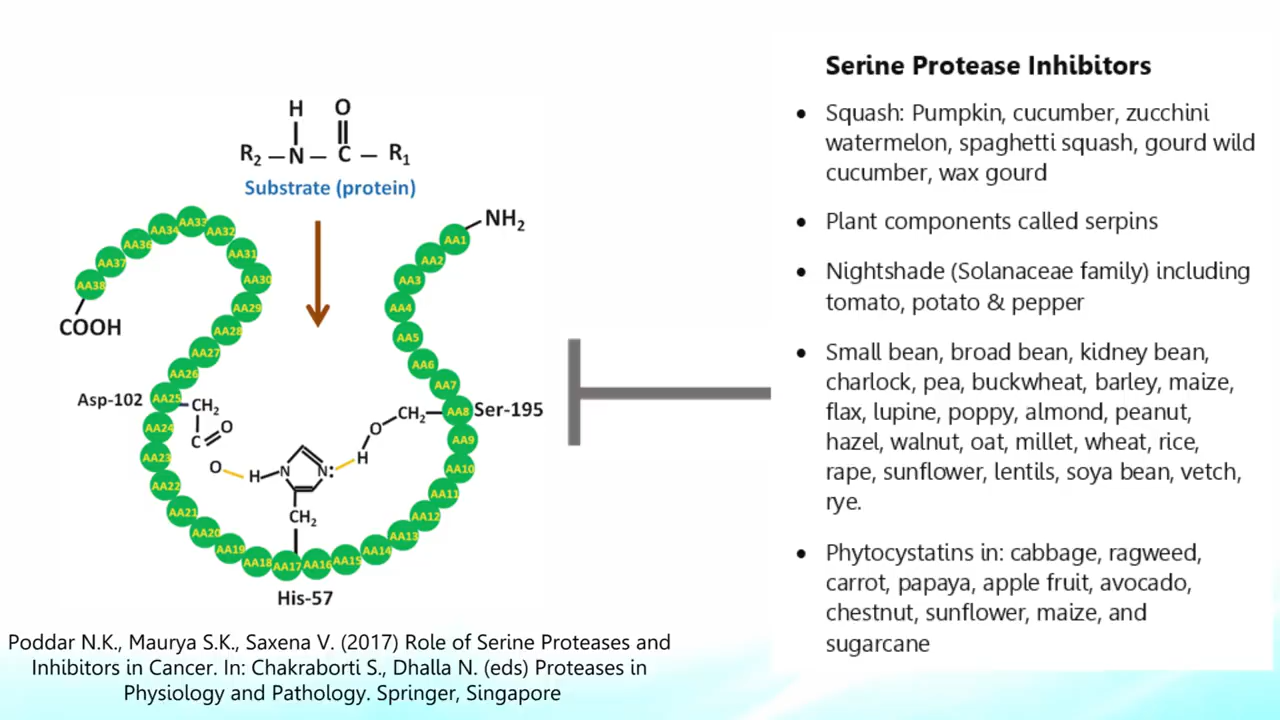 H O
R₂ – N – C – R₁
Substrate (protein)
NH₂
AA1
AA2
AA3
AA4
AA5
AA6
AA7
AA8
AA9
AA10
AA11
AA12
AA13
AA14
AA15
AA16
AA17
AA18
AA19
AA20
AA21
AA22
AA23
AA24
AA25
AA26
AA27
AA28
AA29
AA30
AA31
AA32
AA33
AA34
AA36
AA37
AA38
COOH
Asp-102
CH₂
C O
O
H N N:
H
O
CH₂
Ser-195
CH₂
His-57
Poddar N.K., Maurya S.K., Saxena V. (2017) Role of Serine Proteases and
Inhibitors in Cancer. In: Chakraborti S., Dhalla N. (eds) Proteases in
Physiology and Pathology. Springer, Singapore
Serine Protease Inhibitors
• Squash: Pumpkin, cucumber, zucchini
watermelon, spaghetti squash, gourd wild
cucumber, wax gourd
• Plant components called serpins
• Nightshade (Solanaceae family) including
tomato, potato & pepper
• Small bean, broad bean, kidney bean,
charlock, pea, buckwheat, barley, maize,
flax, lupine, poppy, almond, peanut,
hazel, walnut, oat, millet, wheat, rice,
rape, sunflower, lentils, soya bean, vetch,
rye.
• Phytocystatins in: cabbage, ragweed,
carrot, papaya, apple fruit, avocado,
chestnut, sunflower, maize, and
sugarcane